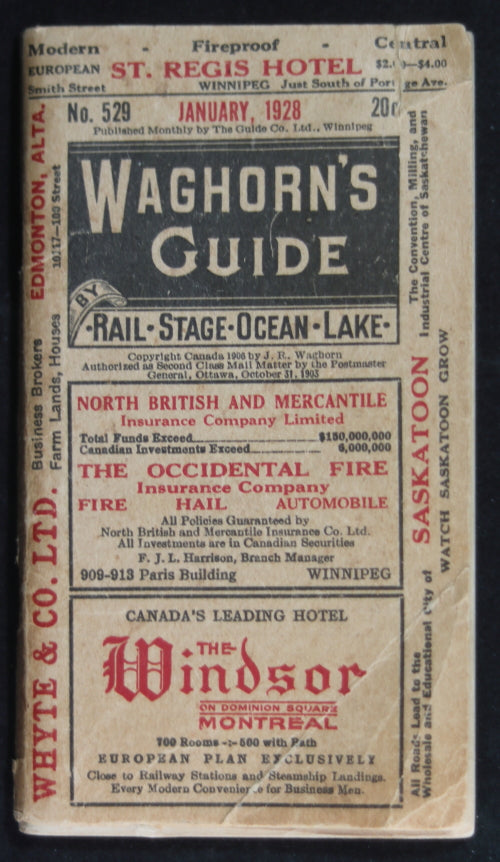 Modern - Fireproof - Central
EUROPEAN ST. REGIS HOTEL $2.00—$4.00
Smith Street WINNIPEG Just South of Portage Ave.
No. 529 JANUARY, 1928 20c
Published Monthly by The Guide Co. Ltd., Winnipeg
WAGHORN'S
GUIDE
BY
·RAIL·STAGE·OCEAN·LAKE·
Copyright Canada 1906 by J. R. Waghorn
Authorized as Second Class Mail Matter by the Postmaster
General, Ottawa, October 31, 1903
NORTH BRITISH AND MERCANTILE
Insurance Company Limited
Total Funds Exceed $150,000,000
Canadian Investments Exceed 6,000,000
THE OCCIDENTAL FIRE
Insurance Company
FIRE HAIL AUTOMOBILE
All Policies Guaranteed by
North British and Mercantile Insurance Co. Ltd.
All Investments are in Canadian Securities
F. J. L. Harrison, Branch Manager
909-913 Paris Building WINNIPEG
CANADA'S LEADING HOTEL
THE
Windsor
ON DOMINION SQUARE
MONTREAL
700 Rooms -:- 500 with Bath
EUROPEAN PLAN EXCLUSIVELY
Close to Railway Stations and Steamship Landings.
Every Modern Convenience for Business Men.
WHYTE & CO. LTD. Business Brokers EDMONTON, ALTA.
Farm Lands, Houses 100 Street
All Roads Lead to the SASKATOON The Convention, Milling, and
Wholesale and Educational City of Industrial Centre of Saskatchewan
WATCH SASKATOON GROW